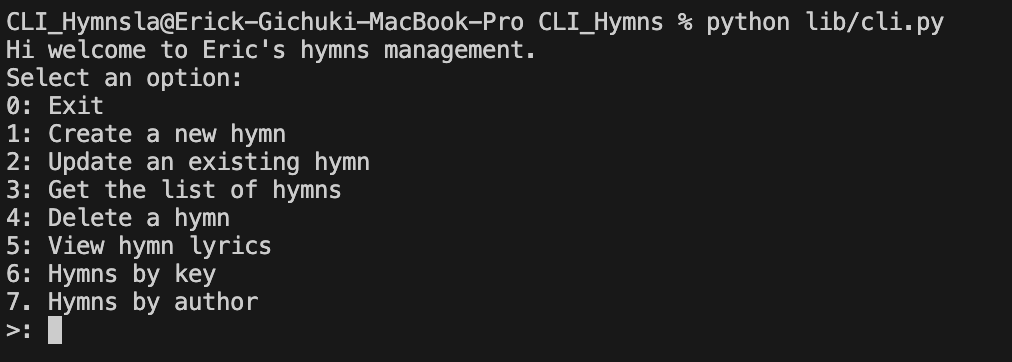 CLI_Hymnsla@Erick-Gichuki-MacBook-Pro CLI_Hymns % python lib/cli.py
Hi welcome to Eric's hymns management.
Select an option:
0: Exit
1: Create a new hymn
2: Update an existing hymn
3: Get the list of hymns
4: Delete a hymn
5: View hymn lyrics
6: Hymns by key
7. Hymns by author
>: